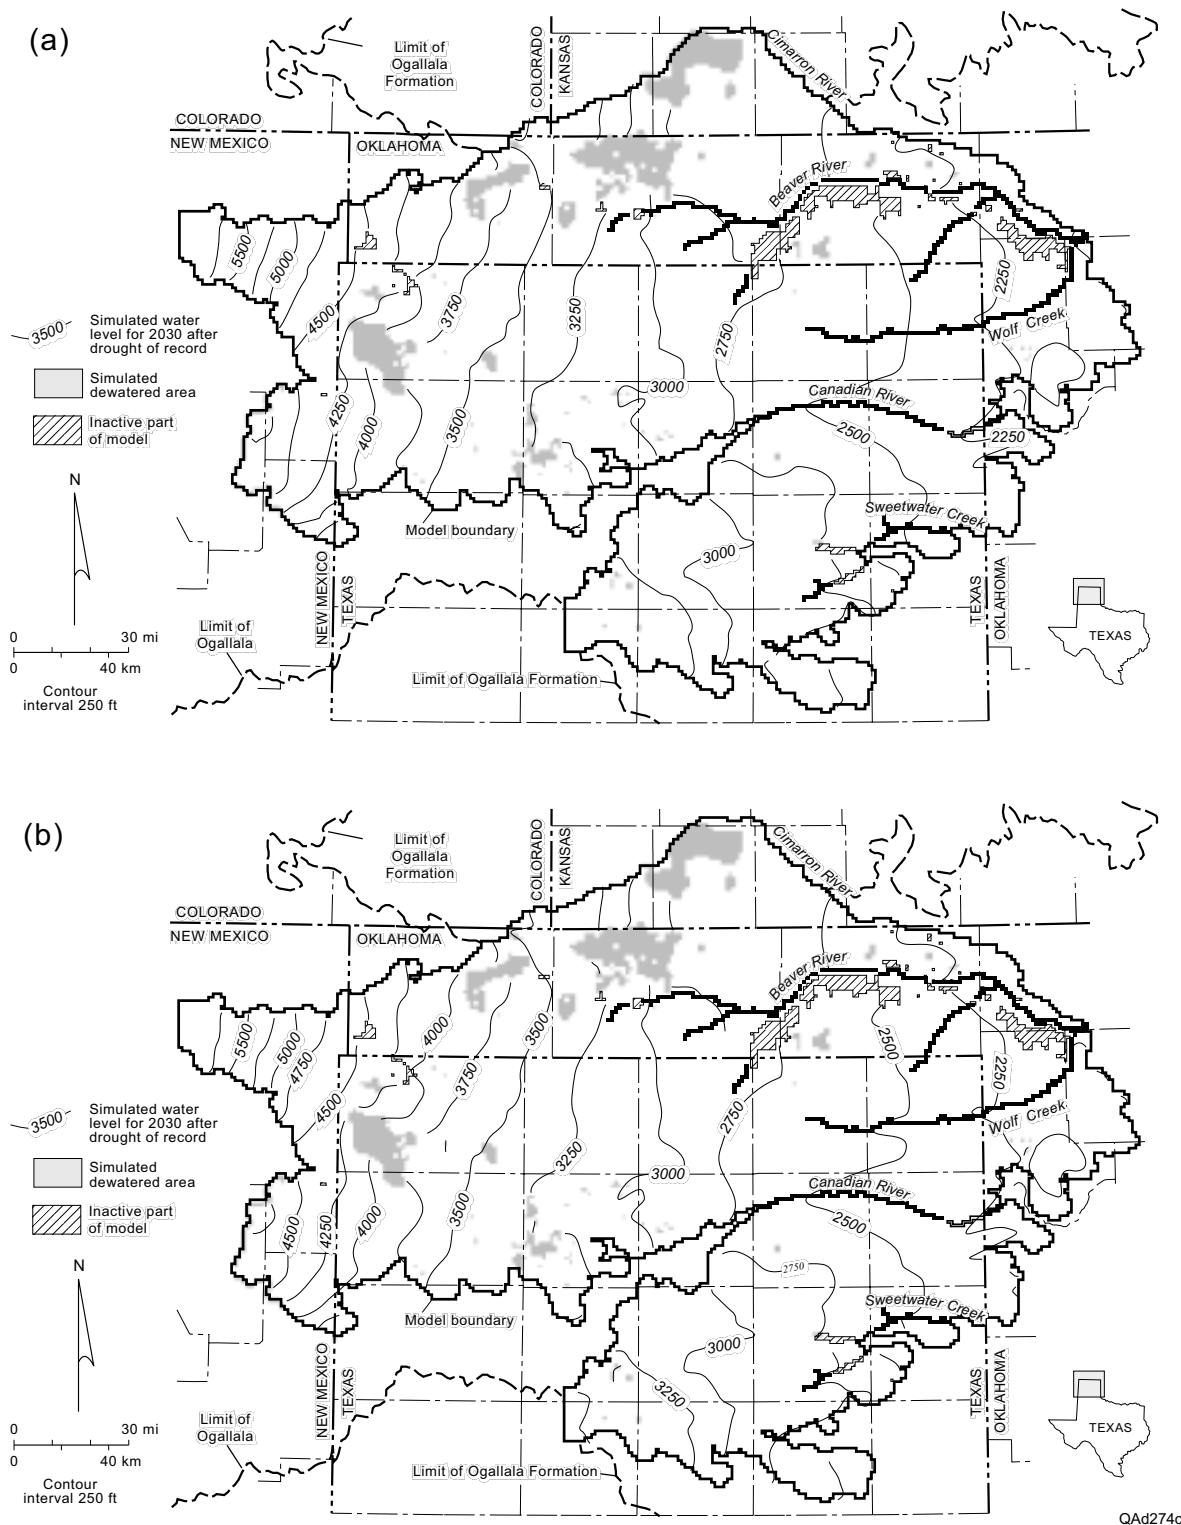 (a)
Limit of
Ogallala
Formation
COLORADO
KANSAS
Cimarron River
COLORADO
NEW MEXICO
OKLAHOMA
Beaver River
5500
5000
4500
3750
3250
2750
2250
3500
Simulated water
level for 2030 after
drought of record
Wolf Creek
Simulated
dewatered area
3000
Canadian River
4250
4000
3500
Inactive part
of model
2500
2250
N
Model boundary
Sweetwater Creek
3000
NEW MEXICO
TEXAS
TEXAS
OKLAHOMA
0 30 mi
0 40 km
Limit of
Ogallala
TEXAS
Contour
interval 250 ft
Limit of Ogallala Formation
(b)
Limit of
Ogallala
Formation
COLORADO
KANSAS
Cimarron River
COLORADO
NEW MEXICO
OKLAHOMA
Beaver River
5500
5000
4750
4500
4000
3750
3500
2500
2250
2750
3500
Simulated water
level for 2030 after
drought of record
Wolf Creek
3250
Simulated
dewatered area
3000
Canadian River
4500
4250
4000
3500
Inactive part
of model
2500
N
2750
Model boundary
Sweetwater Creek
3000
3250
NEW MEXICO
TEXAS
TEXAS
OKLAHOMA
0 30 mi
0 40 km
Limit of
Ogallala
TEXAS
Contour
interval 250 ft
Limit of Ogallala Formation
QAd274c